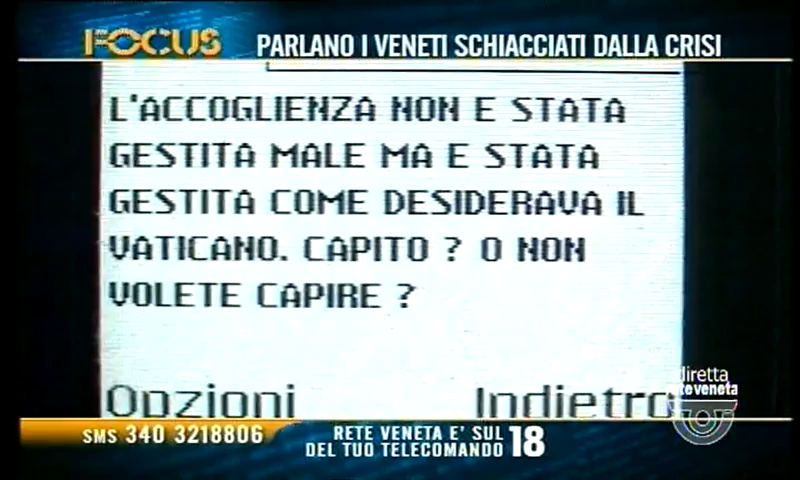 FOCUS
PARLANO I VENETI SCHIACCIATI DALLA CRISI
L'ACCOGLIENZA NON E STATA
GESTITA MALE MA E STATA
GESTITA COME DESIDERAVA IL
VATICANO. CAPITO ? O NON
VOLETE CAPIRE ?
Opzioni
Indietro
diretta
reteveneta
SMS 340 3218806
RETE VENETA E' SUL
DEL TUO TELECOMANDO 18